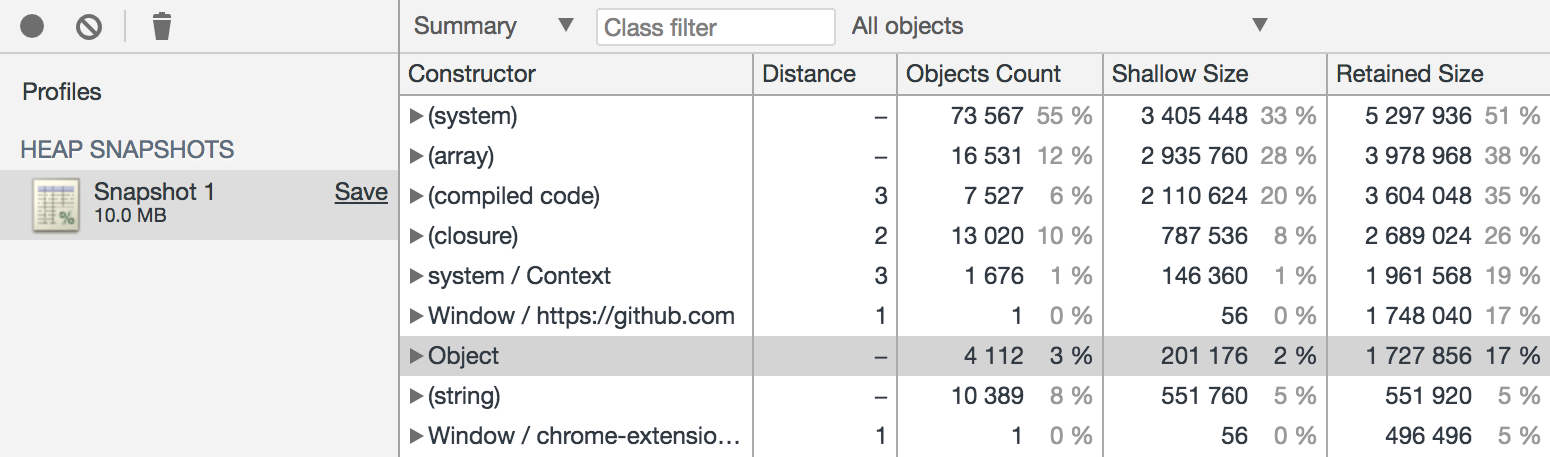 Summary Class filter All objects
Profiles
HEAP SNAPSHOTS
Snapshot 1 Save
10.0 MB
Constructor Distance Objects Count Shallow Size Retained Size
(system) – 73 567 55 % 3 405 448 33 % 5 297 936 51 %
(array) – 16 531 12 % 2 935 760 28 % 3 978 968 38 %
(compiled code) 3 7 527 6 % 2 110 624 20 % 3 604 048 35 %
(closure) 2 13 020 10 % 787 536 8 % 2 689 024 26 %
system / Context 3 1 676 1 % 146 360 1 % 1 961 568 19 %
Window / https://github.com 1 1 0 % 56 0 % 1 748 040 17 %
Object – 4 112 3 % 201 176 2 % 1 727 856 17 %
(string) – 10 389 8 % 551 760 5 % 551 920 5 %
Window / chrome-extensio… 1 1 0 % 56 0 % 496 496 5 %